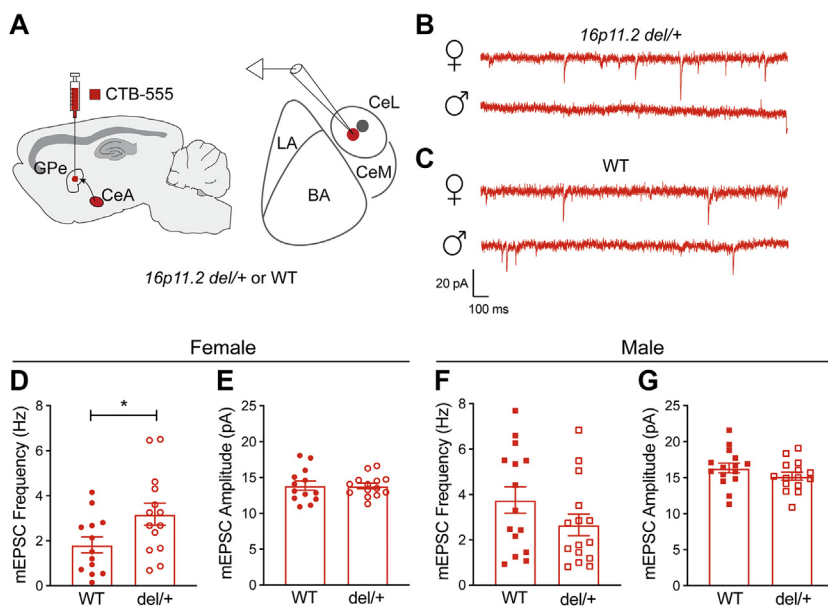 A
CTB-555
GPe
CeA
LA
BA
CeL
CeM
16p11.2 del/+ or WT
B
16p11.2 del/+
♀
♂
C
WT
♀
♂
20 pA
100 ms
Female
Male
D
mEPSC Frequency (Hz)
8
6
4
2
0
*
WT
del/+
E
mEPSC Amplitude (pA)
25
20
15
10
5
0
WT
del/+
F
mEPSC Frequency (Hz)
8
6
4
2
0
WT
del/+
G
mEPSC Amplitude (pA)
25
20
15
10
5
0
WT
del/+